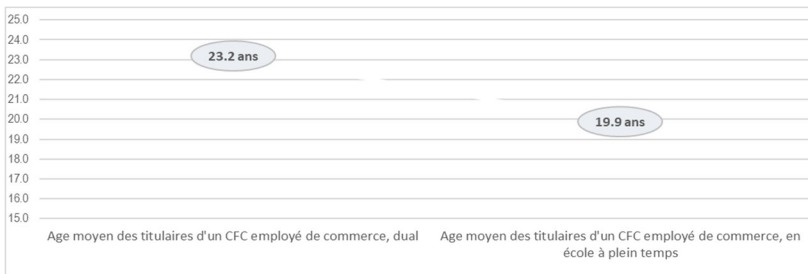 25.0
24.0
23.0
22.0
21.0
20.0
19.0
18.0
17.0
16.0
15.0
23.2 ans
19.9 ans
Age moyen des titulaires d'un CFC employé de commerce, dual
Age moyen des titulaires d'un CFC employé de commerce, en
école à plein temps